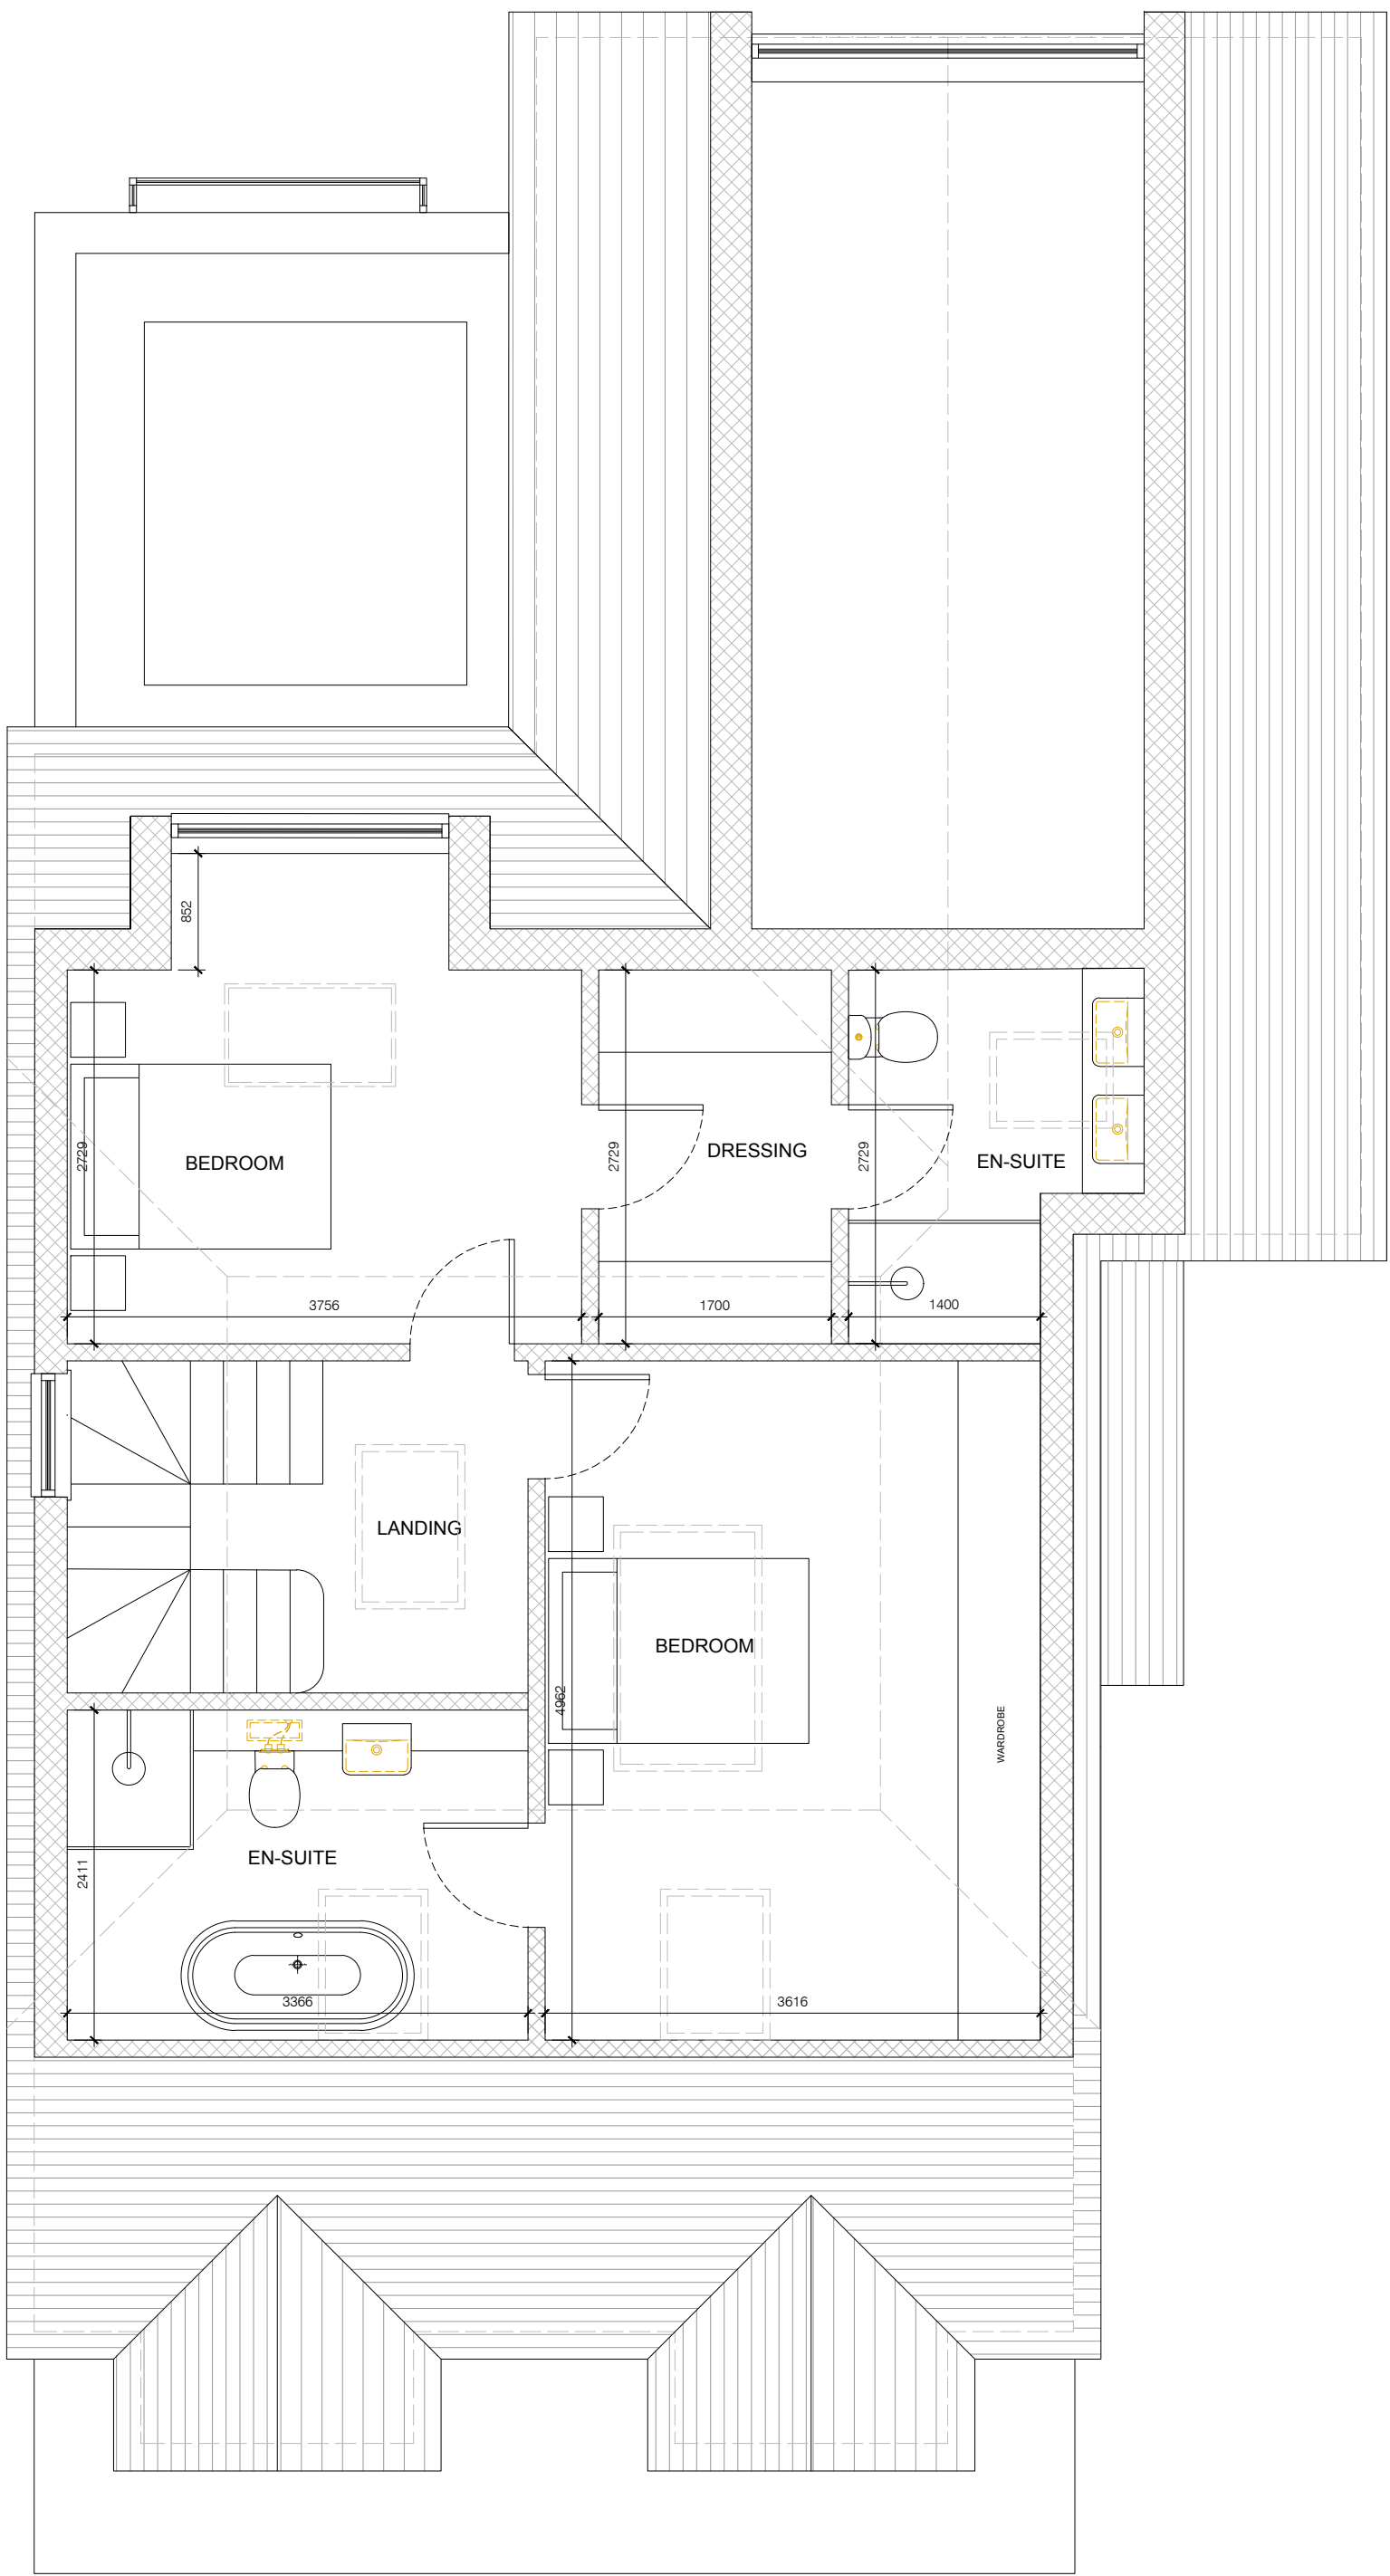 852
2729
BEDROOM
2729
DRESSING
2729
EN-SUITE
3756
1700
1400
LANDING
BEDROOM
4962
WARDROBE
2411
EN-SUITE
3366
3616